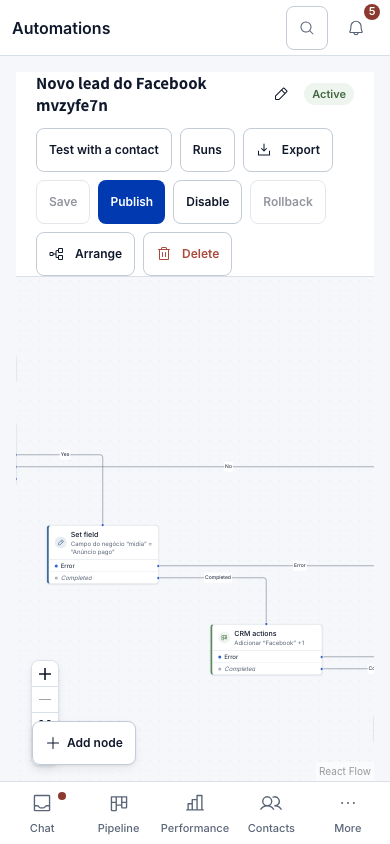 Automations
5
Novo lead do Facebook
mvzyfe7n
Active
Test with a contact
Runs
Export
Save
Publish
Disable
Rollback
Arrange
Delete
Yes
No
Set field
Campo do negócio "midia" =
"Anúncio pago"
Error
Error
Completed
Completed
CRM actions
Adicionar "Facebook" +1
Error
Completed
Add node
React Flow
Chat
Pipeline
Performance
Contacts
More